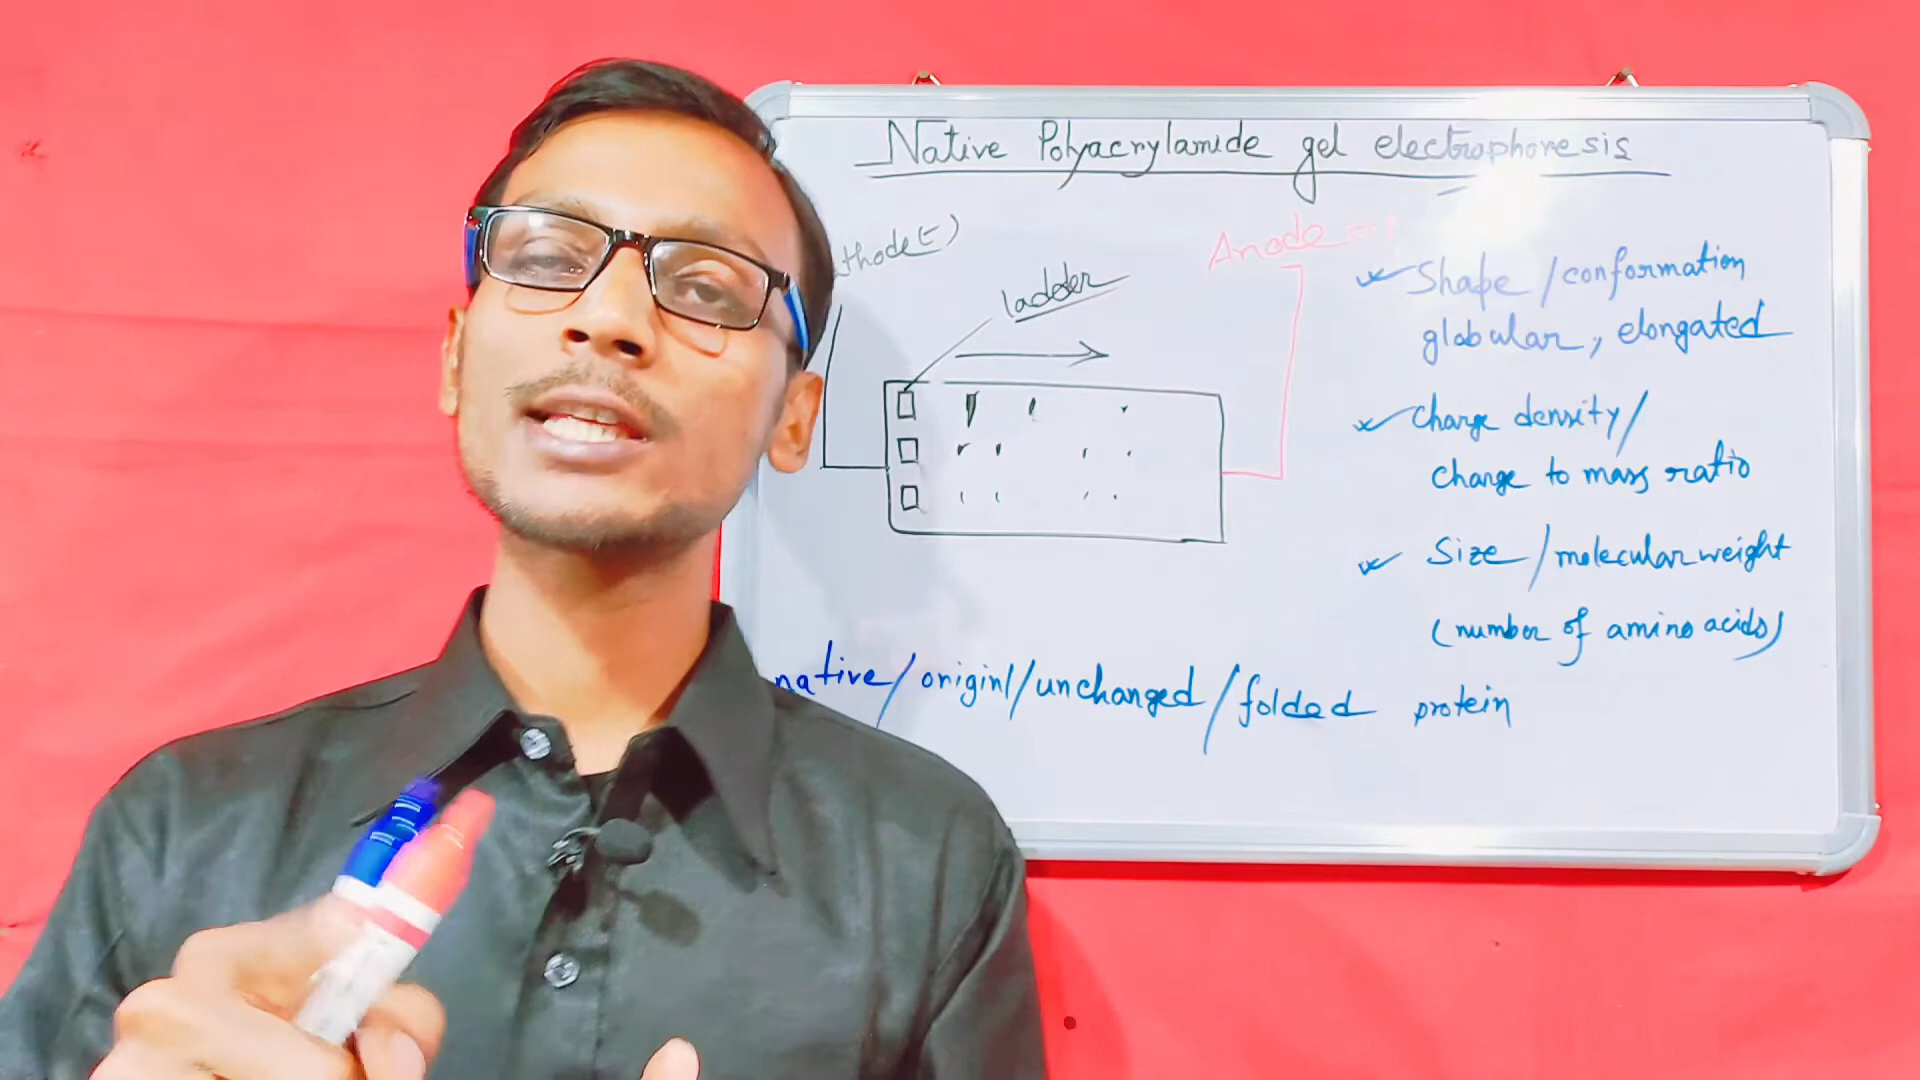 Native Polyacrylamide gel electrophoresis
thode (-)
Anode
ladder
Shape / conformation
globular, elongated
Charge density /
charge to mass ratio
Size / molecular weight
(number of amino acids)
native / originl / unchanged / folded protein